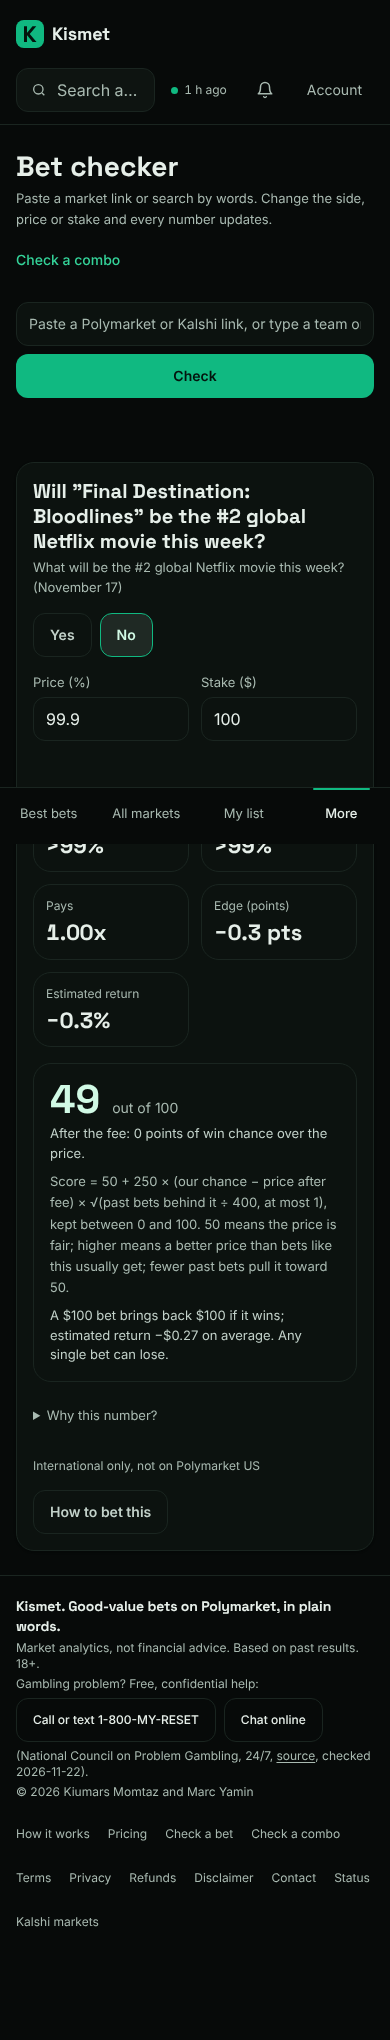 Kismet
Search a...
1 h ago
Account
Bet checker
Paste a market link or search by words. Change the side,
price or stake and every number updates.
Check a combo
Paste a Polymarket or Kalshi link, or type a team o
Check
Will "Final Destination:
Bloodlines" be the #2 global
Netflix movie this week?
What will be the #2 global Netflix movie this week?
(November 17)
Yes
No
Price (%)
Stake ($)
99.9
100
Best bets
All markets
My list
More
>99%
>99%
Pays
Edge (points)
1.00x
−0.3 pts
Estimated return
−0.3%
49 out of 100
After the fee: 0 points of win chance over the
price.
Score = 50 + 250 × (our chance − price after
fee) × √(past bets behind it ÷ 400, at most 1),
kept between 0 and 100. 50 means the price is
fair; higher means a better price than bets like
this usually get; fewer past bets pull it toward
50.
A $100 bet brings back $100 if it wins;
estimated return −$0.27 on average. Any
single bet can lose.
Why this number?
International only, not on Polymarket US
How to bet this
Kismet. Good-value bets on Polymarket, in plain
words.
Market analytics, not financial advice. Based on past results.
18+.
Gambling problem? Free, confidential help:
Call or text 1-800-MY-RESET
Chat online
(National Council on Problem Gambling, 24/7, source, checked
2026-11-22).
© 2026 Kiumars Momtaz and Marc Yamin
How it works
Pricing
Check a bet
Check a combo
Terms
Privacy
Refunds
Disclaimer
Contact
Status
Kalshi markets